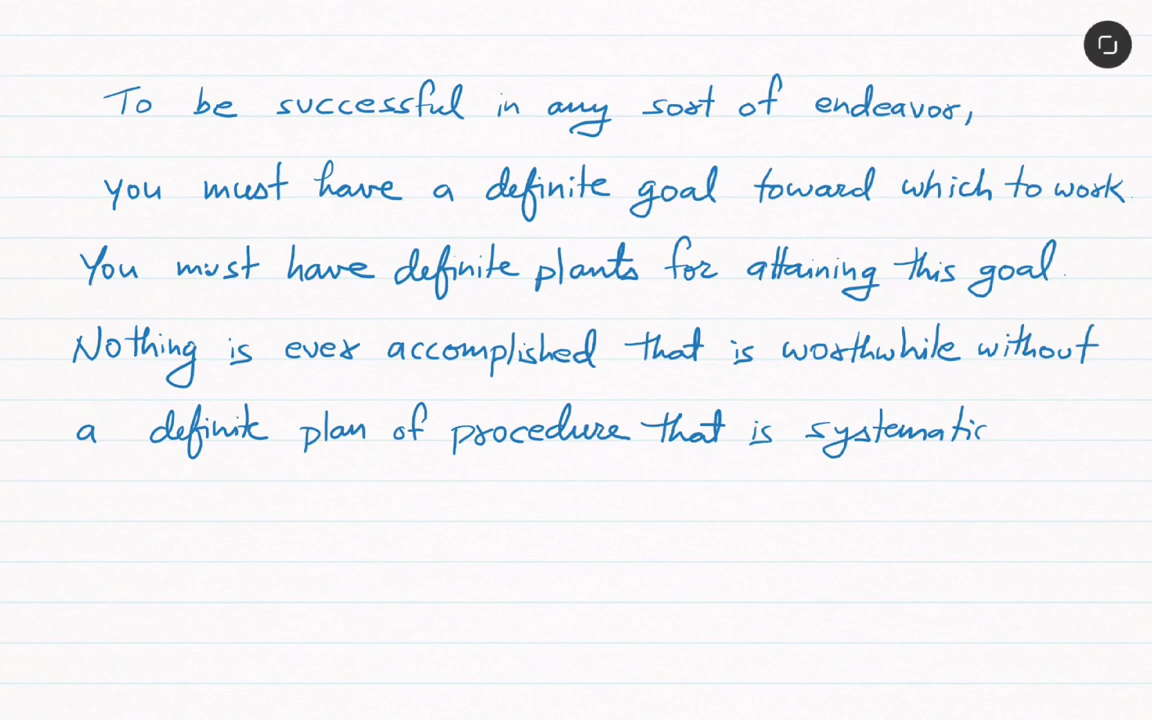 To be successful in any sort of endeavor,
you must have a definite goal toward which to work.
You must have definite plants for attaining this goal.
Nothing is ever accomplished that is worthwhile without
a definite plan of procedure that is systematic